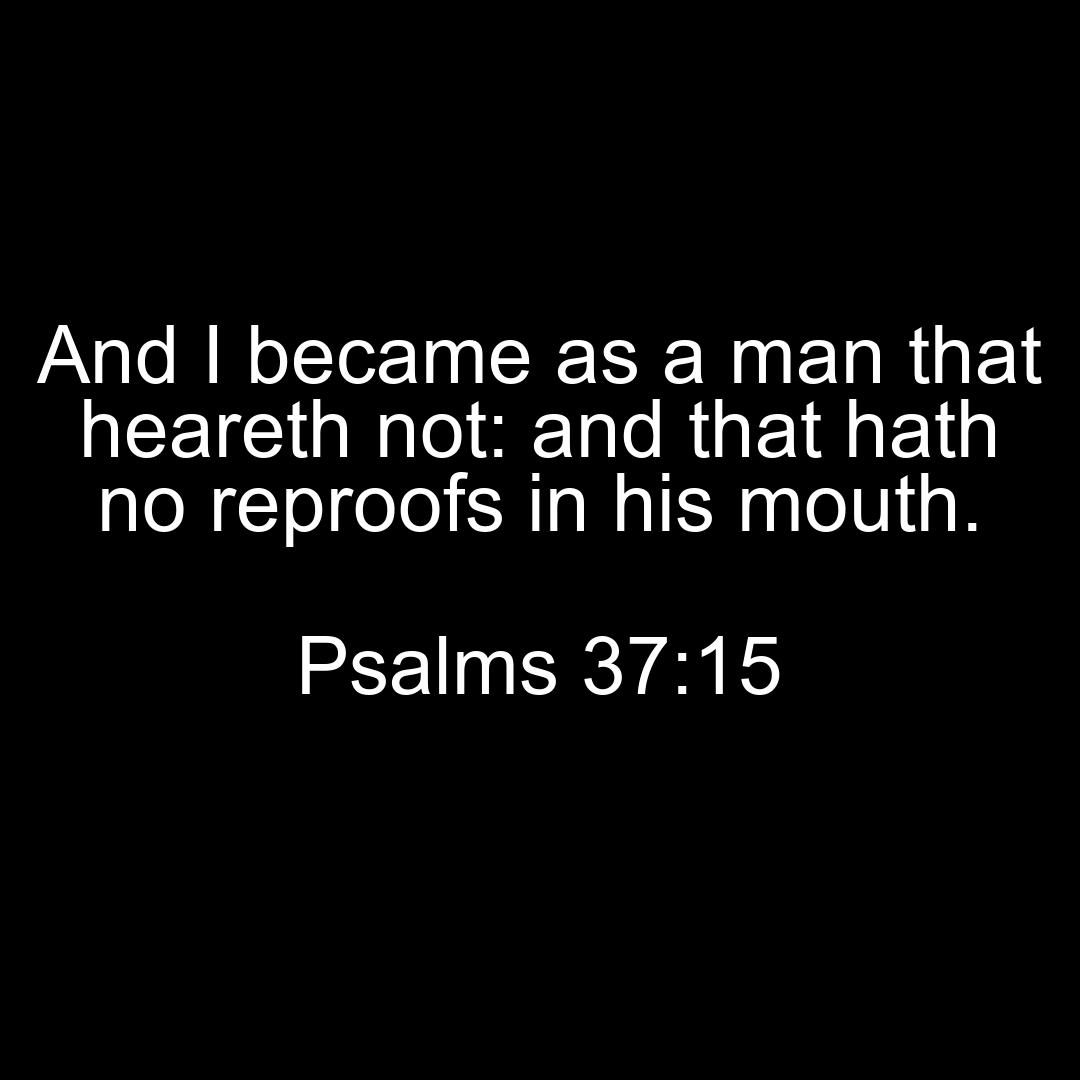 And I became as a man that
heareth not: and that hath
no reproofs in his mouth.
Psalms 37:15